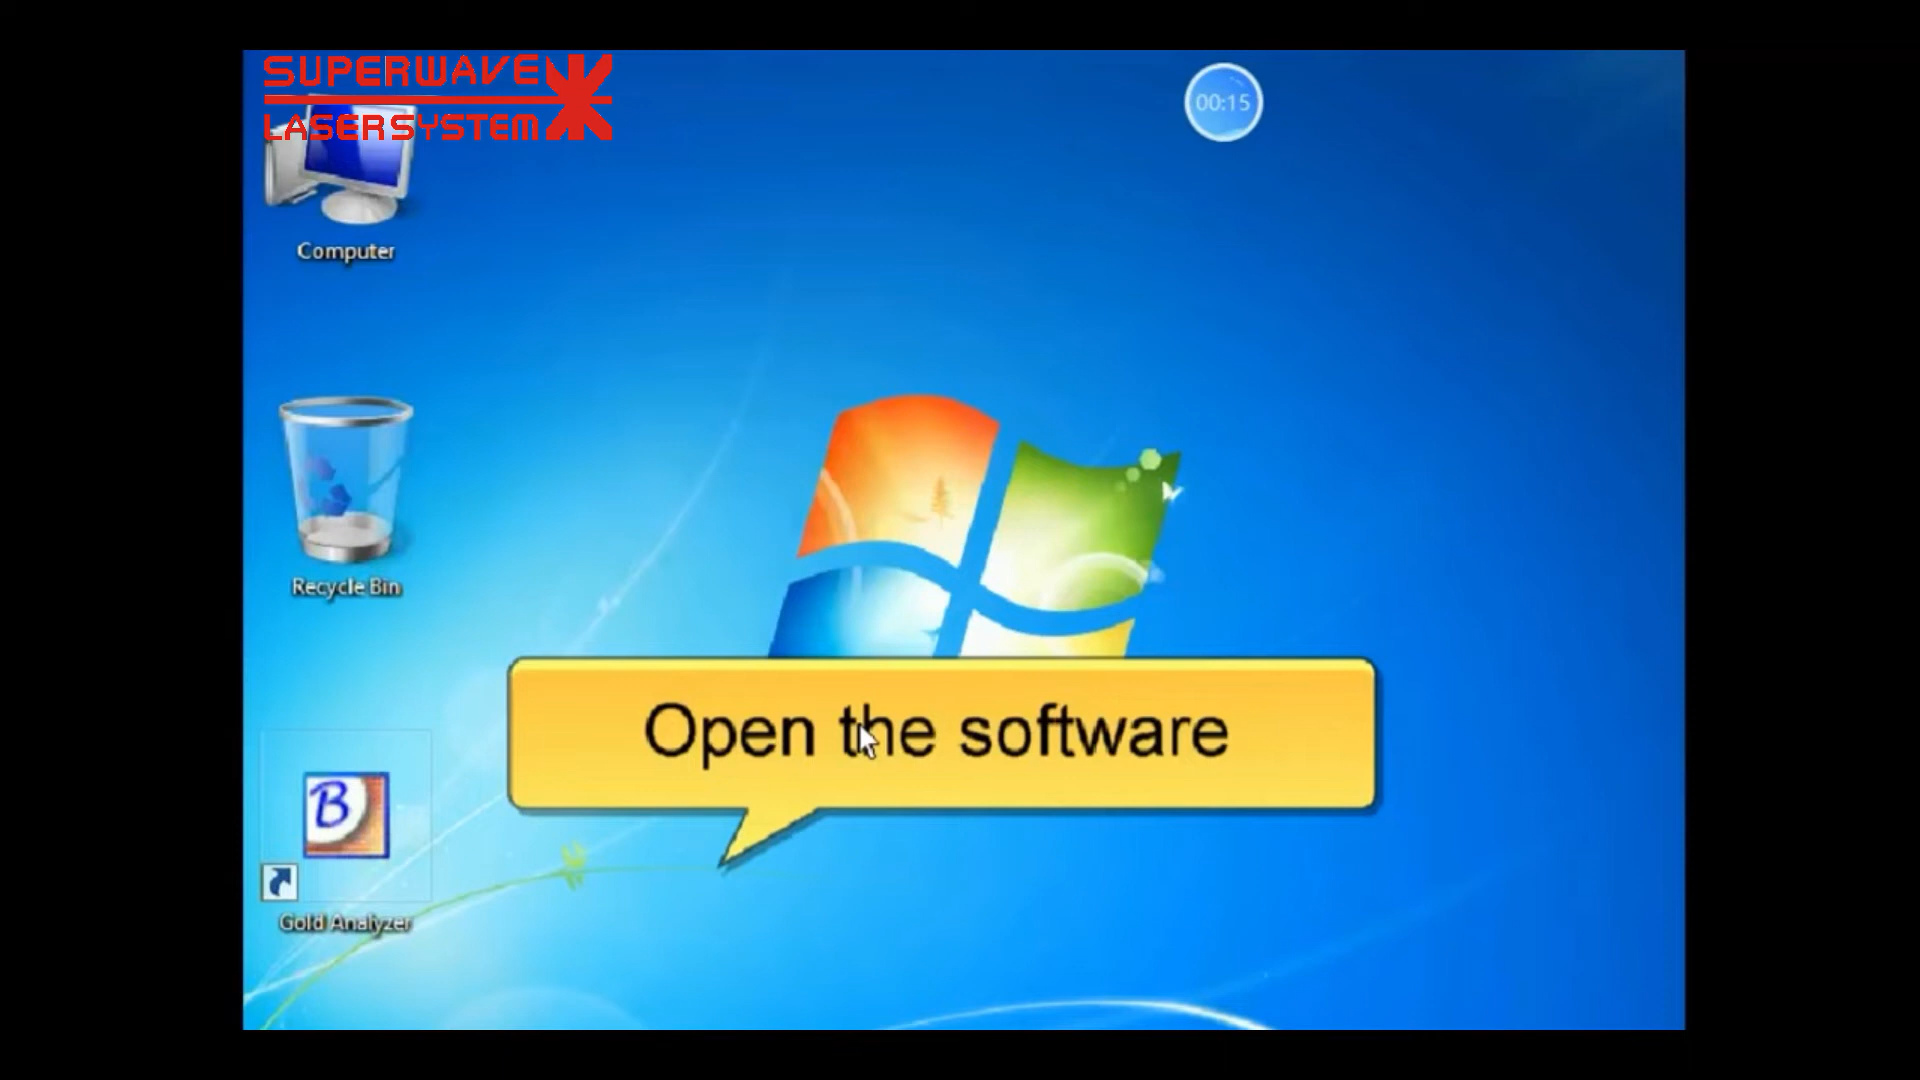 SUPERWAVE
LASERSYSTEM
00:15
Computer
Recycle Bin
Open the software
B
Gold Analyzer